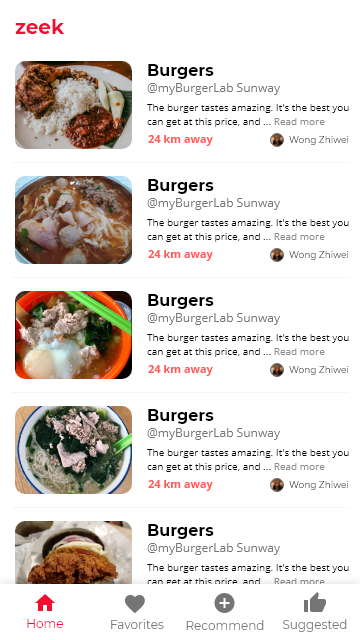 zeek
Burgers
@myBurgerLab Sunway
The burger tastes amazing. It's the best you
can get at this price, and ... Read more
24 km away
Wong Zhiwei
Burgers
@myBurgerLab Sunway
The burger tastes amazing. It's the best you
can get at this price, and ... Read more
24 km away
Wong Zhiwei
Burgers
@myBurgerLab Sunway
The burger tastes amazing. It's the best you
can get at this price, and ... Read more
24 km away
Wong Zhiwei
Burgers
@myBurgerLab Sunway
The burger tastes amazing. It's the best you
can get at this price, and ... Read more
24 km away
Wong Zhiwei
Burgers
@myBurgerLab Sunway
The burger tastes amazing. It's the best you
can get at this price, and ... Read more
Home
Favorites
Recommend
Suggested